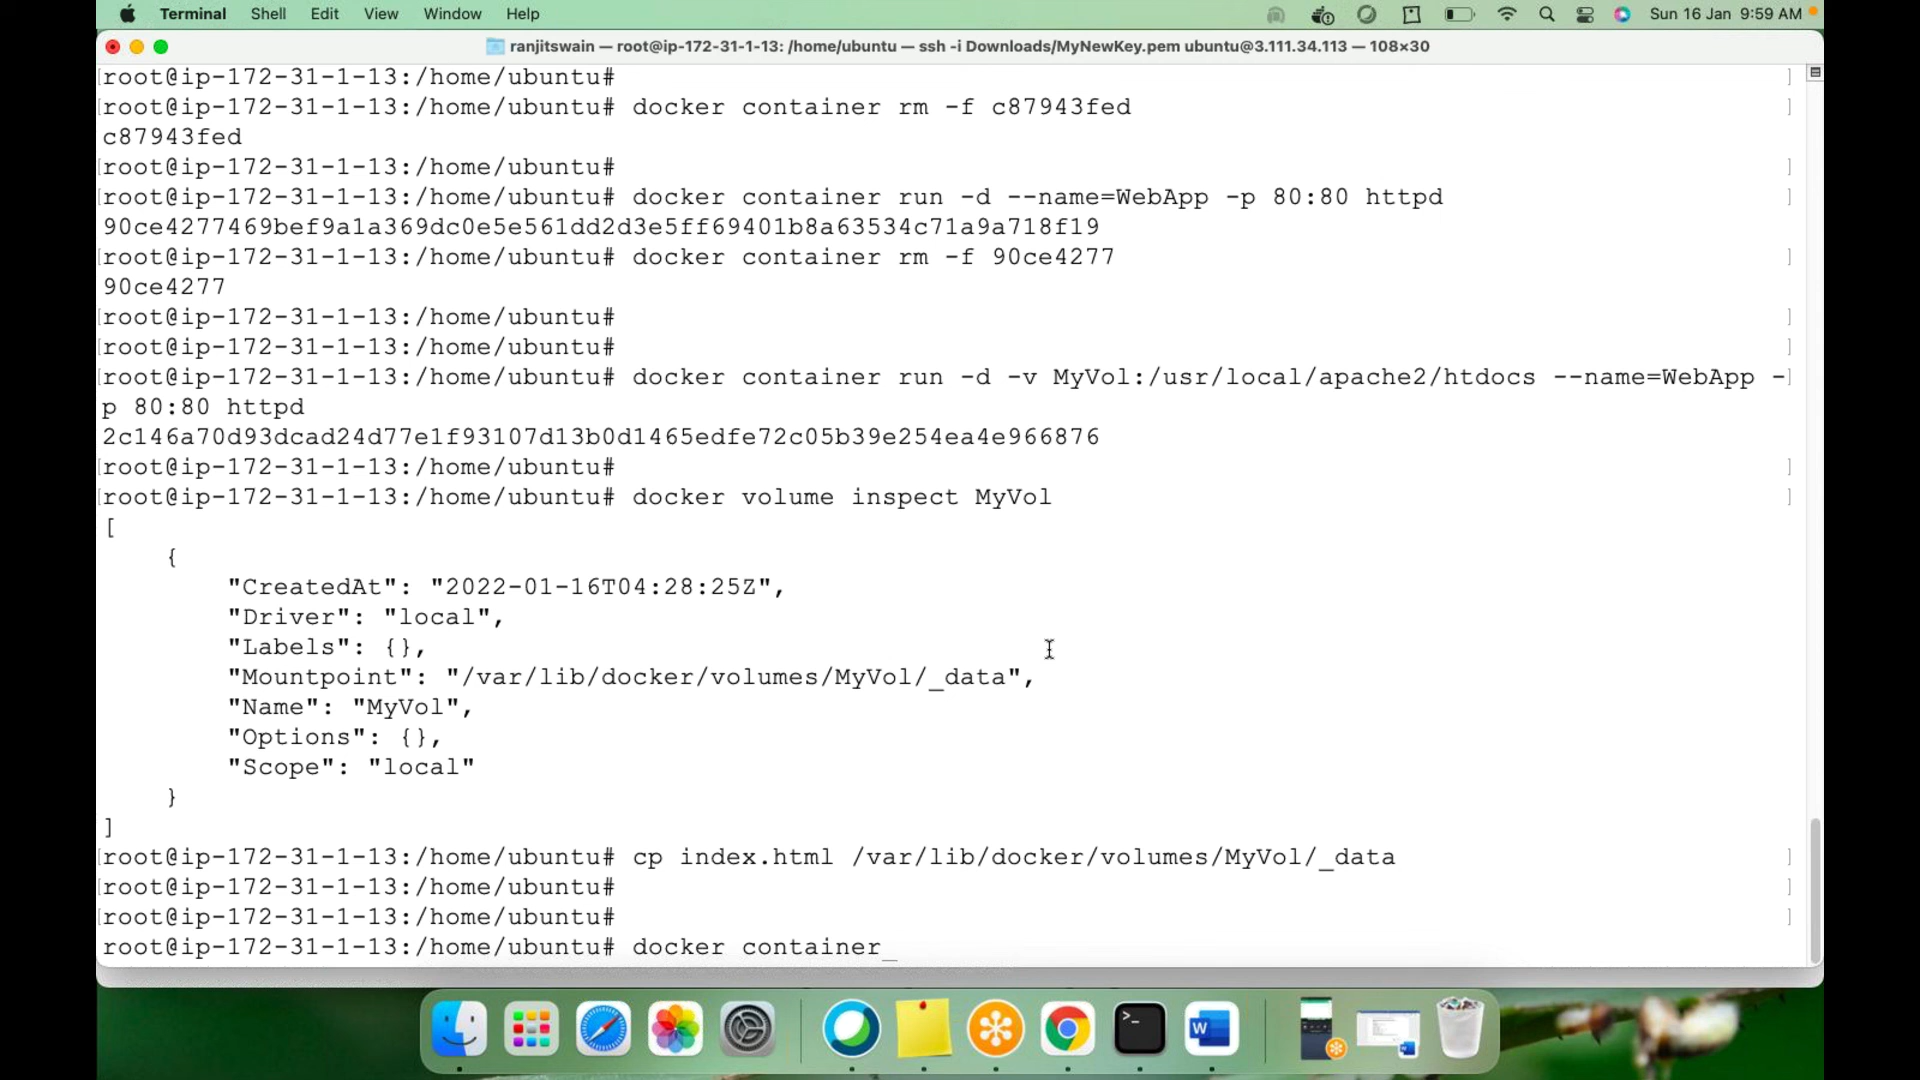 Terminal Shell Edit View Window Help Sun 16 Jan 9:59 AM
ranjitswain — root@ip-172-31-1-13: /home/ubuntu — ssh -i Downloads/MyNewKey.pem ubuntu@3.111.34.113 — 108×30
[root@ip-172-31-1-13:/home/ubuntu# ]
[root@ip-172-31-1-13:/home/ubuntu# docker container rm -f c87943fed ]
c87943fed
[root@ip-172-31-1-13:/home/ubuntu# ]
[root@ip-172-31-1-13:/home/ubuntu# docker container run -d --name=WebApp -p 80:80 httpd ]
90ce4277469bef9a1a369dc0e5e561dd2d3e5ff69401b8a63534c71a9a718f19
[root@ip-172-31-1-13:/home/ubuntu# docker container rm -f 90ce4277 ]
90ce4277
[root@ip-172-31-1-13:/home/ubuntu# ]
[root@ip-172-31-1-13:/home/ubuntu# ]
[root@ip-172-31-1-13:/home/ubuntu# docker container run -d -v MyVol:/usr/local/apache2/htdocs --name=WebApp -]
p 80:80 httpd
2c146a70d93dcad24d77e1f93107d13b0d1465edfe72c05b39e254ea4e966876
[root@ip-172-31-1-13:/home/ubuntu# ]
[root@ip-172-31-1-13:/home/ubuntu# docker volume inspect MyVol ]
[
{
"CreatedAt": "2022-01-16T04:28:25Z",
"Driver": "local",
"Labels": {},
"Mountpoint": "/var/lib/docker/volumes/MyVol/_data",
"Name": "MyVol",
"Options": {},
"Scope": "local"
}
]
[root@ip-172-31-1-13:/home/ubuntu# cp index.html /var/lib/docker/volumes/MyVol/_data ]
[root@ip-172-31-1-13:/home/ubuntu# ]
[root@ip-172-31-1-13:/home/ubuntu# ]
root@ip-172-31-1-13:/home/ubuntu# docker container_